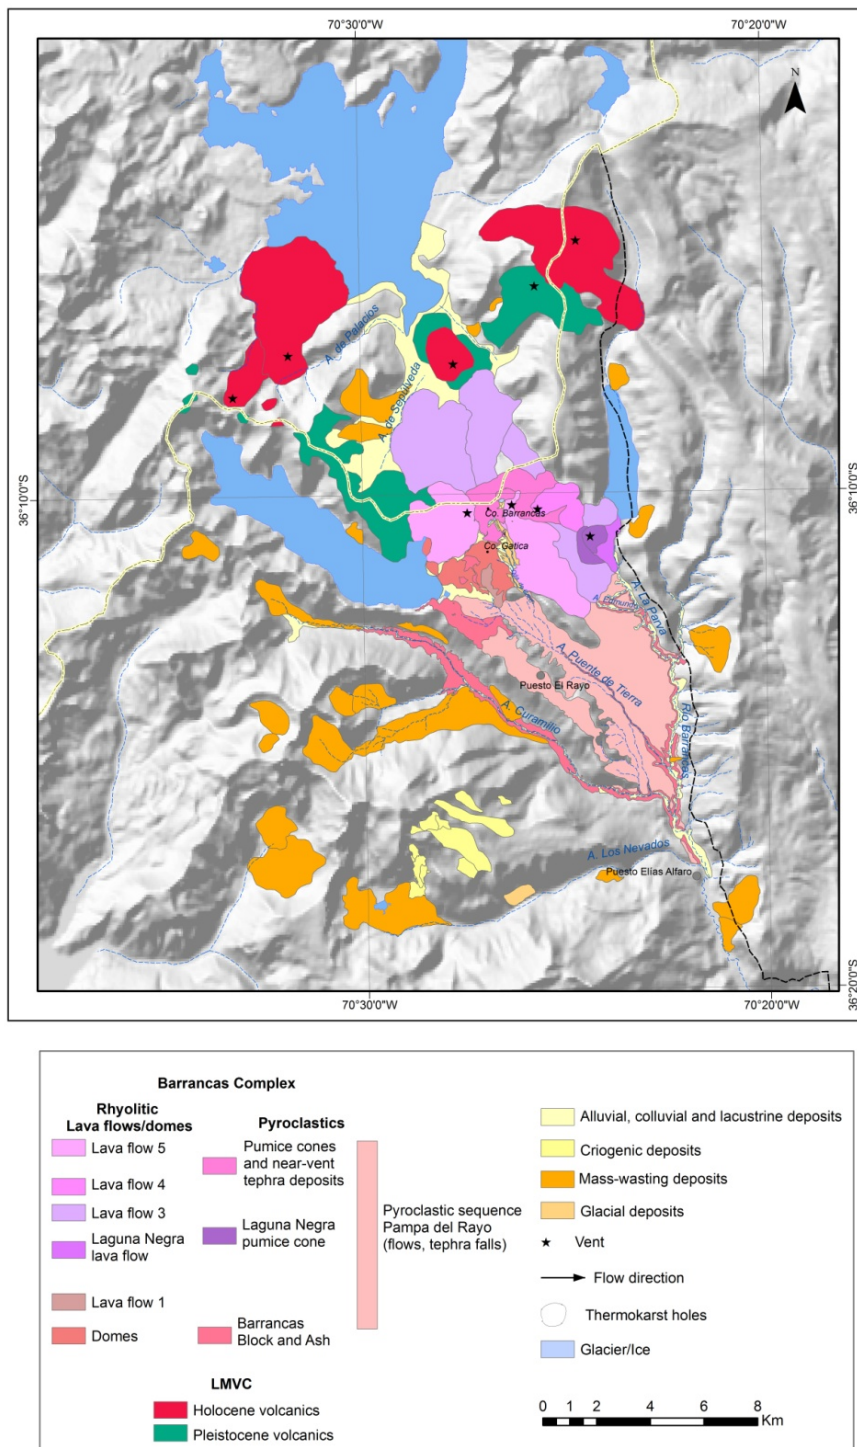 70°30'0"W
70°20'0"W
N
A. de Palacios
A. de Sepúlveda
36°10'0"S
36°10'0"S
Co. Barrancas
Co. Gatica
A. La Parva
A. Puente de Tierra
Puesto El Rayo
A. Curamilio
Río Barrancas
A. Los Nevados
Puesto Elías Alfaro
36°20'0"S
70°30'0"W
70°20'0"W
36°20'0"S
Barrancas Complex
Rhyolitic
Lava flows/domes
Lava flow 5
Lava flow 4
Lava flow 3
Laguna Negra
lava flow
Lava flow 1
Domes
Pyroclastics
Pumice cones
and near-vent
tephra deposits
Laguna Negra
pumice cone
Barrancas
Block and Ash
Pyroclastic sequence
Pampa del Rayo
(flows, tephra falls)
LMVC
Holocene volcanics
Pleistocene volcanics
Alluvial, colluvial and lacustrine deposits
Criogenic deposits
Mass-wasting deposits
Glacial deposits
Vent
Flow direction
Thermokarst holes
Glacier/Ice
0 1 2 4 6 8
Km